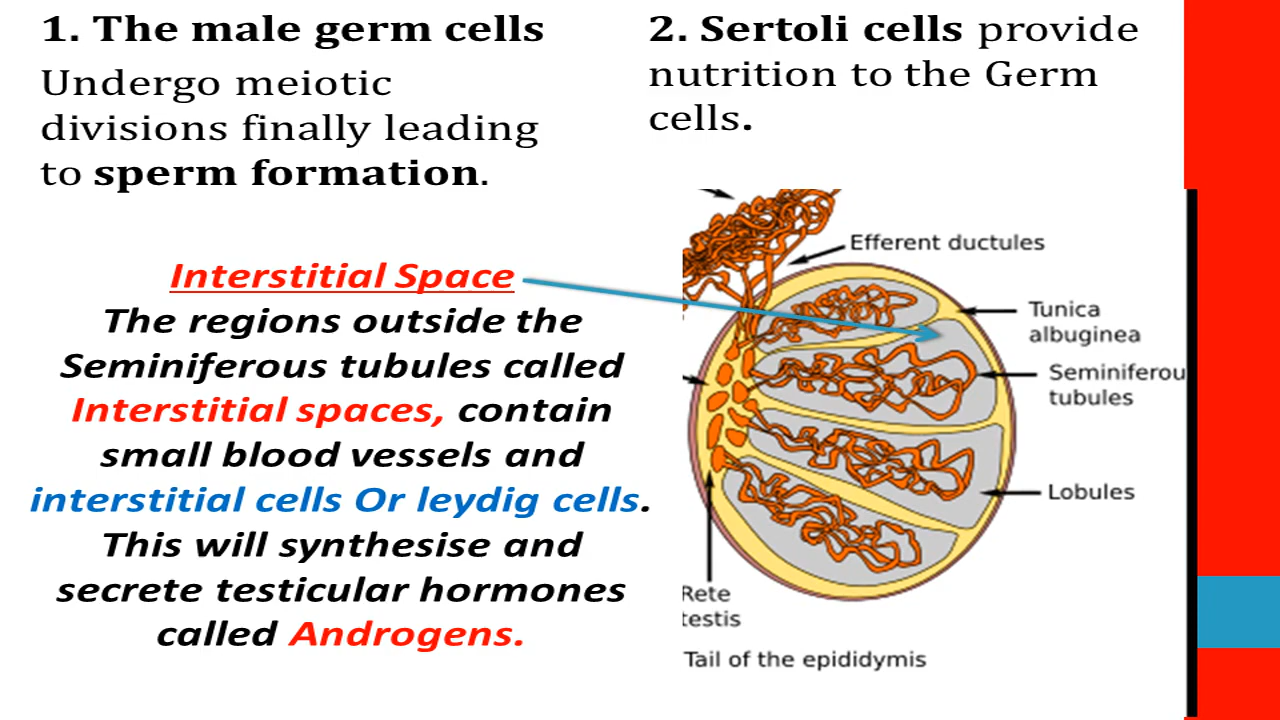 1. The male germ cells
Undergo meiotic
divisions finally leading
to sperm formation.
2. Sertoli cells provide
nutrition to the Germ
cells.
Interstitial Space
The regions outside the
Seminiferous tubules called
Interstitial spaces, contain
small blood vessels and
interstitial cells Or leydig cells.
This will synthesise and
secrete testicular hormones
called Androgens.
Efferent ductules
Tunica
albuginea
Seminiferou
tubules
Lobules
Rete
testis
Tail of the epididymis